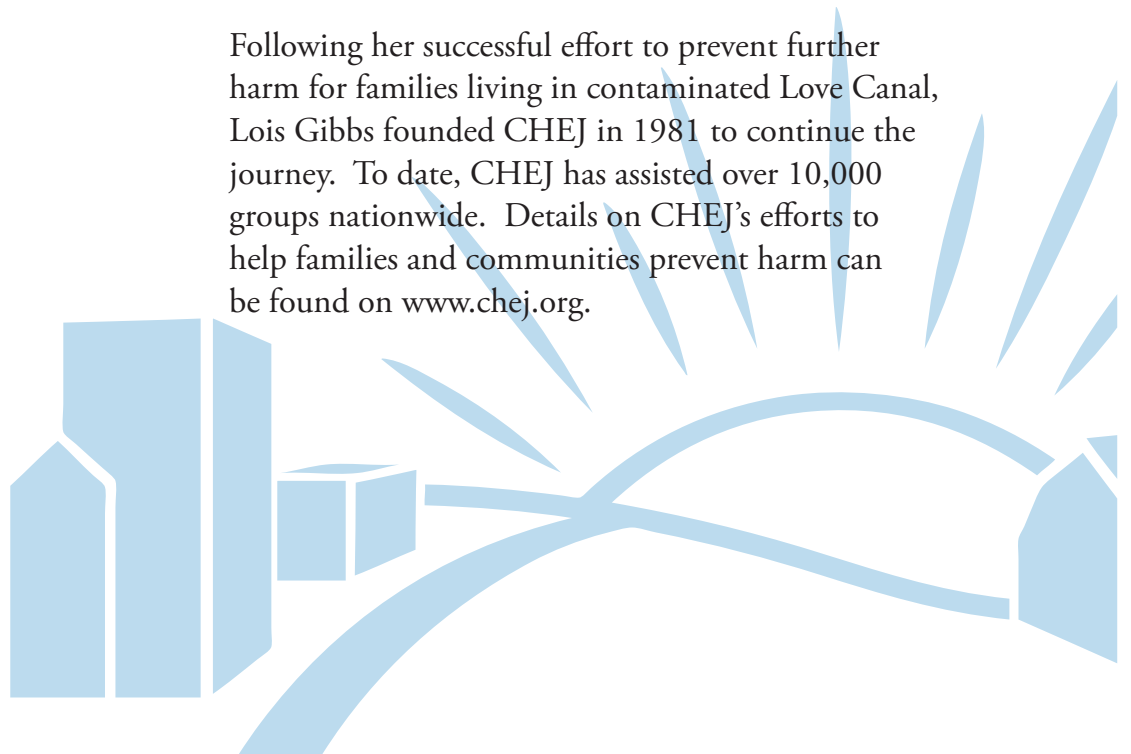 Following her successful effort to prevent further
harm for families living in contaminated Love Canal,
Lois Gibbs founded CHEJ in 1981 to continue the
journey.  To date, CHEJ has assisted over 10,000
groups nationwide.  Details on CHEJ’s efforts to
help families and communities prevent harm can
be found on www.chej.org.